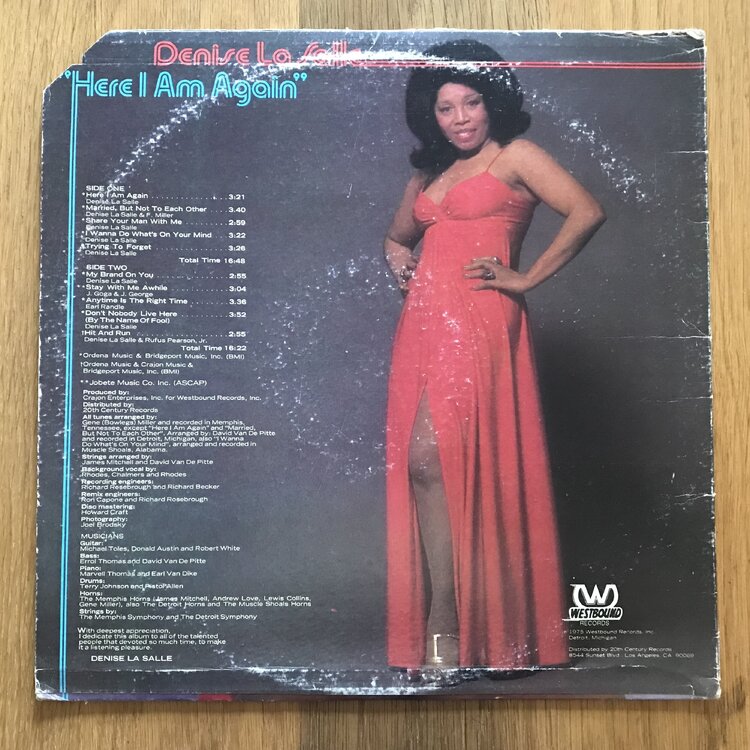 Denise La Salle
"Here I Am Again"
SIDE ONE
*Here I Am Again . . . . . . . . . . . . 3:21
Denise La Salle
*Married, But Not To Each Other . . . . . . . 3:40
Denise La Salle & F. Miller
*Share Your Man With Me . . . . . . . . 2:59
Denise La Salle
*I Wanna Do What's On Your Mind . . . 3:22
Denise La Salle
Trying To Forget . . . . . . . . . . . 3:26
Total Time 16:48
SIDE TWO
*My Brand On You . . . . . . . . . . 2:55
Denise La Salle
**Stay With Me Awhile . . . . . . . . . 3:04
J. Goga & J. George
*Anytime Is The Right Time . . . . . . . 3.36
Earl Randle
*Don't Nobody Live Here . . . . . . . . . 3:52
(By The Name Of Fool)
Denise La Salle
†Hit And Run . . . . . . . . . . . . . 2:55
Denise La Salle & Rufus Pearson, Jr.
Total Time 16:22
*Ordena Music & Bridgeport Music, Inc. (BMI)
†Ordena Music & Crajon Music &
Bridgeport Music, Inc. (BMI)
**Jobete Music Co. Inc. (ASCAP)
Produced by:
Crajon Enterprises, Inc. for Westbound Records, Inc.
Distributed by:
20th Century Records
All tunes arranged by:
Gene (Bowlegs) Miller and recorded in Memphis,
Tennessee, except "Here I Am Again" and "Married,
But Not To Each Other". Arranged by: David Van De Pitte
and recorded in Detroit, Michigan, also "I Wanna
Do What's On Your Mind", arranged and recorded in
Muscle Shoals, Alabama.
Strings arranged by:
James Mitchell and David Van De Pitte
Background vocal by:
Rhodes, Chalmers and Rhodes
Recording engineers:
Richard Rosebrough and Richard Becker
Remix engineers:
Ron Capone and Richard Rosebrough
Disc mastering:
Howard Craft
Photography:
Joel Brodsky
MUSICIANS
Guitar:
Michael Toles, Donald Austin and Robert White
Bass:
Errol Thomas and David Van De Pitte
Piano:
Marvell Thomas and Earl Van Dike
Drums:
Terry Johnson and Allen
Horns:
The Memphis Horns (James Mitchell, Andrew Love, Lewis Collins,
Gene Miller), also The Detroit Horns and The Muscle Shoals Horns
Strings by:
The Memphis Symphony and The Detroit Symphony
With deepest appreciation,
I dedicate this album to all of the talented
people that devoted so much time, to make
it a listening pleasure.
DENISE LA SALLE
W
WESTBOUND
RECORDS
1975 Westbound Records, Inc.
Detroit, Michigan
Distributed by 20th Century Records
8544 Sunset Blvd., Los Angeles, CA. 90069